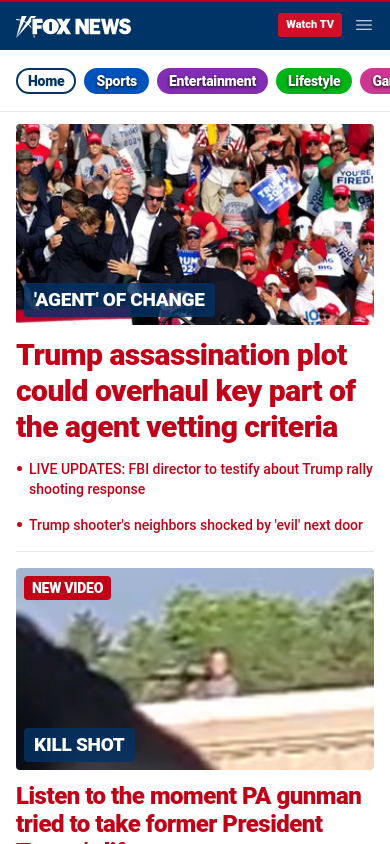 FOX NEWS
Watch TV
Home
Sports
Entertainment
Lifestyle
YOU'RE
FIRED!
TRUMP
2024
'AGENT' OF CHANGE
Trump assassination plot
could overhaul key part of
the agent vetting criteria
LIVE UPDATES: FBI director to testify about Trump rally
shooting response
Trump shooter's neighbors shocked by 'evil' next door
NEW VIDEO
KILL SHOT
Listen to the moment PA gunman
tried to take former President